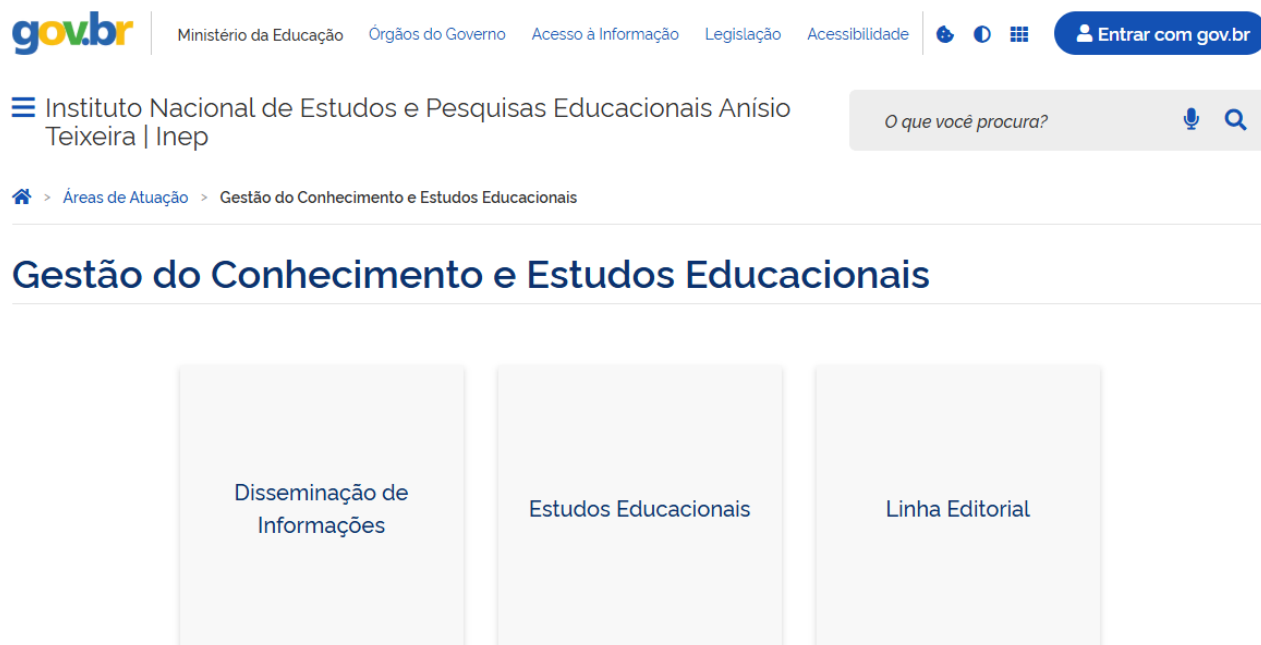 gov.br
Ministério da Educação
Órgãos do Governo
Acesso à Informação
Legislação
Acessibilidade
Entrar com gov.br
Instituto Nacional de Estudos e Pesquisas Educacionais Anísio
Teixeira | Inep
O que você procura?
Áreas de Atuação > Gestão do Conhecimento e Estudos Educacionais
Gestão do Conhecimento e Estudos Educacionais
Disseminação de
Informações
Estudos Educacionais
Linha Editorial